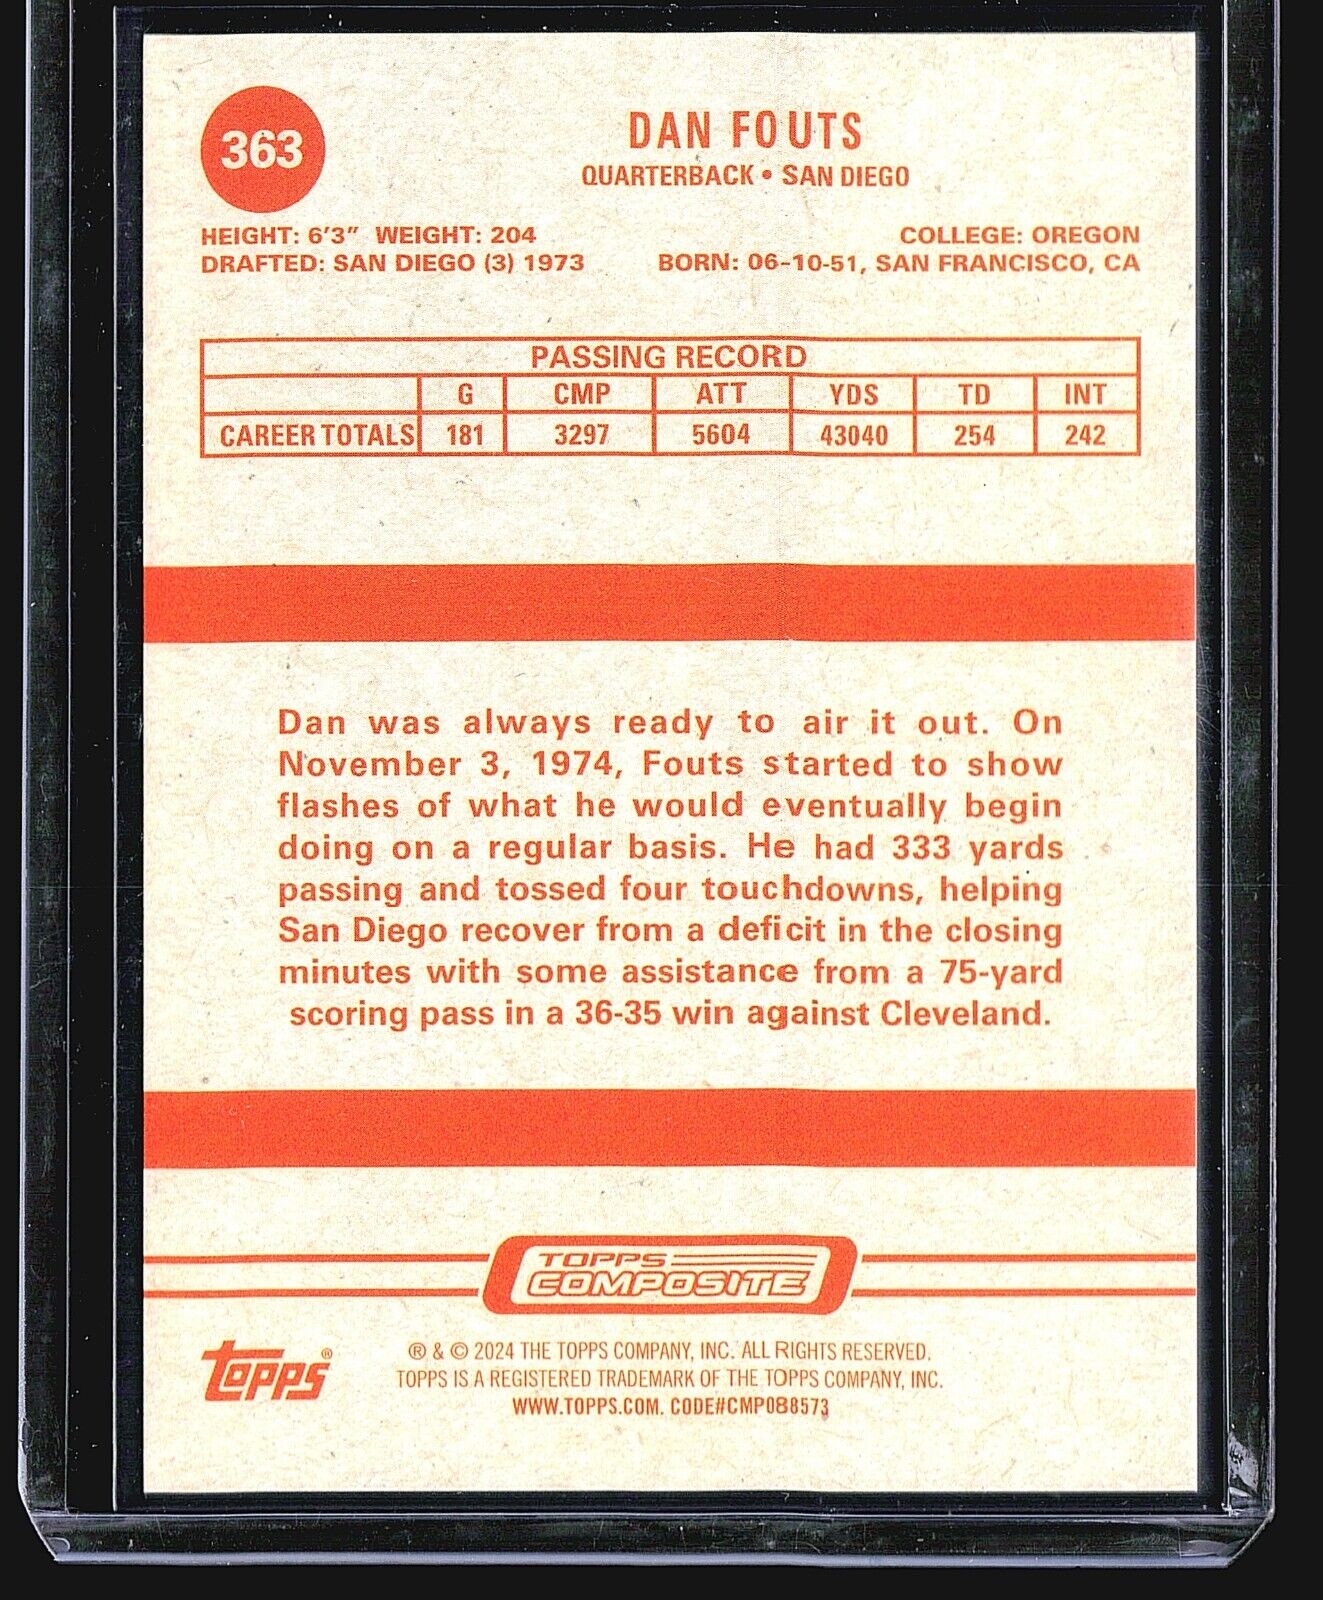 363
DAN FOUTS
QUARTERBACK • SAN DIEGO
HEIGHT: 6'3" WEIGHT: 204
COLLEGE: OREGON
DRAFTED: SAN DIEGO (3) 1973
BORN: 06-10-51, SAN FRANCISCO, CA
PASSING RECORD
G CMP ATT YDS TD INT
CAREER TOTALS 181 3297 5604 43040 254 242
Dan was always ready to air it out. On
November 3, 1974, Fouts started to show
flashes of what he would eventually begin
doing on a regular basis. He had 333 yards
passing and tossed four touchdowns, helping
San Diego recover from a deficit in the closing
minutes with some assistance from a 75-yard
scoring pass in a 36-35 win against Cleveland.
TOPPS
COMPOSITE
topps®
® & © 2024 THE TOPPS COMPANY, INC. ALL RIGHTS RESERVED.
TOPPS IS A REGISTERED TRADEMARK OF THE TOPPS COMPANY, INC.
WWW.TOPPS.COM. CODE#CMP088573